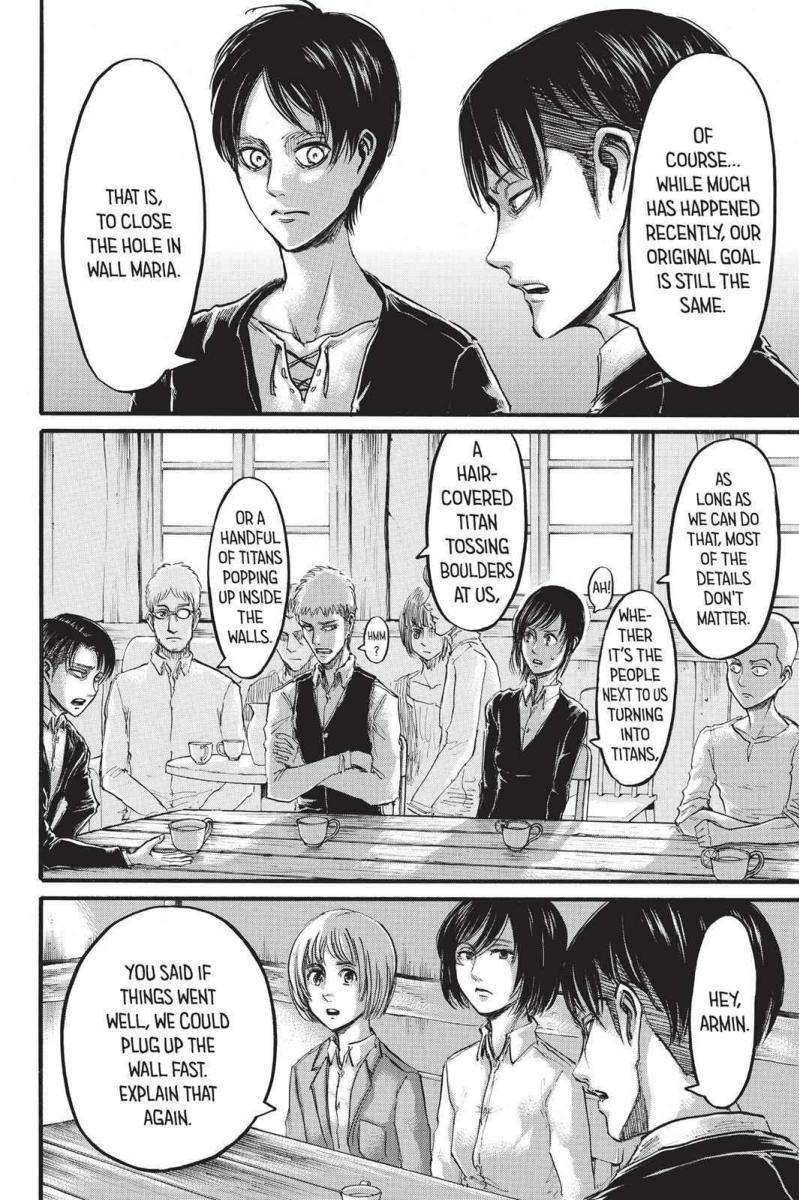 OF
COURSE...
WHILE MUCH
HAS HAPPENED
RECENTLY, OUR
ORIGINAL GOAL
IS STILL THE
SAME.
THAT IS,
TO CLOSE
THE HOLE IN
WALL MARIA.
AS
LONG AS
WE CAN DO
THAT, MOST
OF THE
DETAILS
DON'T
MATTER.
WHE-
THER
IT'S THE
PEOPLE
NEXT TO US
TURNING
INTO
TITANS,
AH!
A
HAIR-
COVERED
TITAN
TOSSING
BOULDERS
AT US,
HMM
?
OR A
HANDFUL
OF TITANS
POPPING
UP INSIDE
THE
WALLS.
HEY,
ARMIN.
YOU SAID IF
THINGS WENT
WELL, WE COULD
PLUG UP THE
WALL FAST.
EXPLAIN THAT
AGAIN.